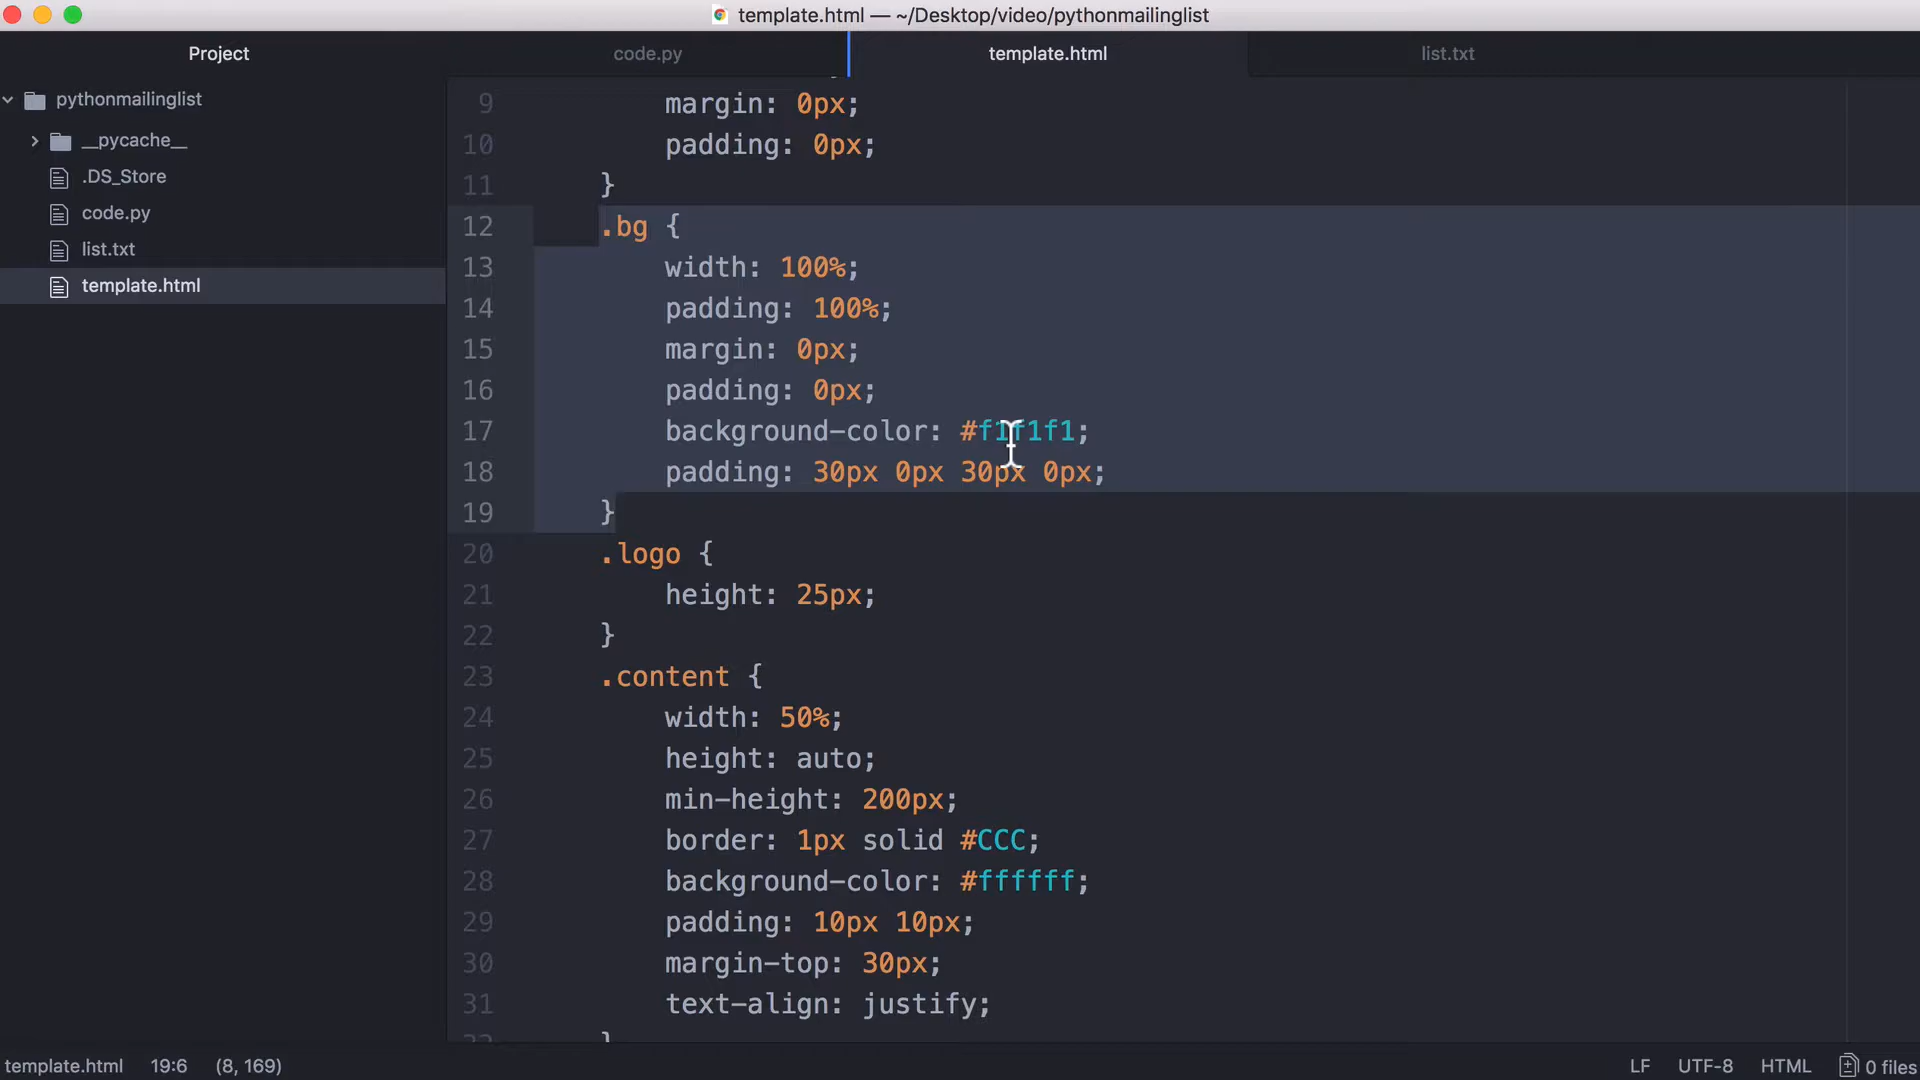 template.html — ~/Desktop/video/pythonmailinglist
Project
code.py
template.html
list.txt
pythonmailinglist
__pycache__
.DS_Store
code.py
list.txt
template.html
9 margin: 0px;
10 padding: 0px;
11 }
12 .bg {
13 width: 100%;
14 padding: 100%;
15 margin: 0px;
16 padding: 0px;
17 background-color: #f1f1f1;
18 padding: 30px 0px 30px 0px;
19 }
20 .logo {
21 height: 25px;
22 }
23 .content {
24 width: 50%;
25 height: auto;
26 min-height: 200px;
27 border: 1px solid #CCC;
28 background-color: #ffffff;
29 padding: 10px 10px;
30 margin-top: 30px;
31 text-align: justify;
template.html 19:6 (8, 169) LF UTF-8 HTML 0 files